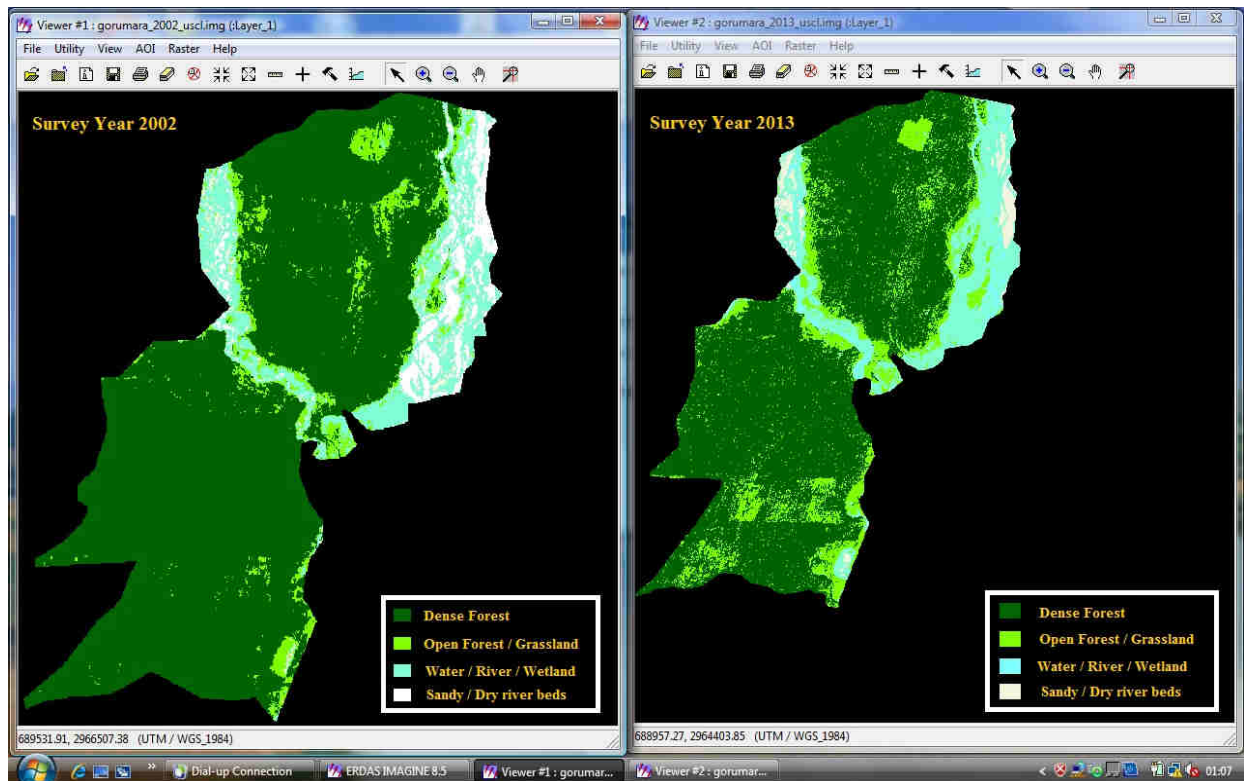 Viewer #1 : gorumara_2002_uscl.img (:Layer_1)
File Utility View AOI Raster Help
Survey Year 2002
Dense Forest
Open Forest / Grassland
Water / River / Wetland
Sandy / Dry river beds
689531.91, 2966507.38 (UTM / WGS_1984)
Viewer #2 : gorumara_2013_uscl.img (:Layer_1)
File Utility View AOI Raster Help
Survey Year 2013
Dense Forest
Open Forest / Grassland
Water / River / Wetland
Sandy / Dry river beds
688957.27, 2964403.85 (UTM / WGS_1984)
Dial-up Connection
ERDAS IMAGINE 8.5
Viewer #1 : gorumar...
Viewer #2 : gorumar...
01:07